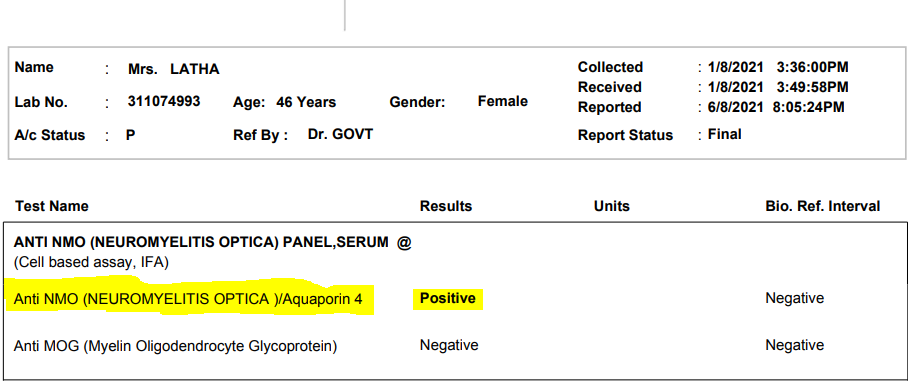 Name : Mrs. LATHA Collected : 1/8/2021 3:36:00PM
Received : 1/8/2021 3:49:58PM
Lab No. : 311074993 Age: 46 Years Gender: Female Reported : 6/8/2021 8:05:24PM
A/c Status : P Ref By : Dr. GOVT Report Status : Final
Test Name Results Units Bio. Ref. Interval
ANTI NMO (NEUROMYELITIS OPTICA) PANEL,SERUM @
(Cell based assay, IFA)
Anti NMO (NEUROMYELITIS OPTICA )/Aquaporin 4 Positive Negative
Anti MOG (Myelin Oligodendrocyte Glycoprotein) Negative Negative